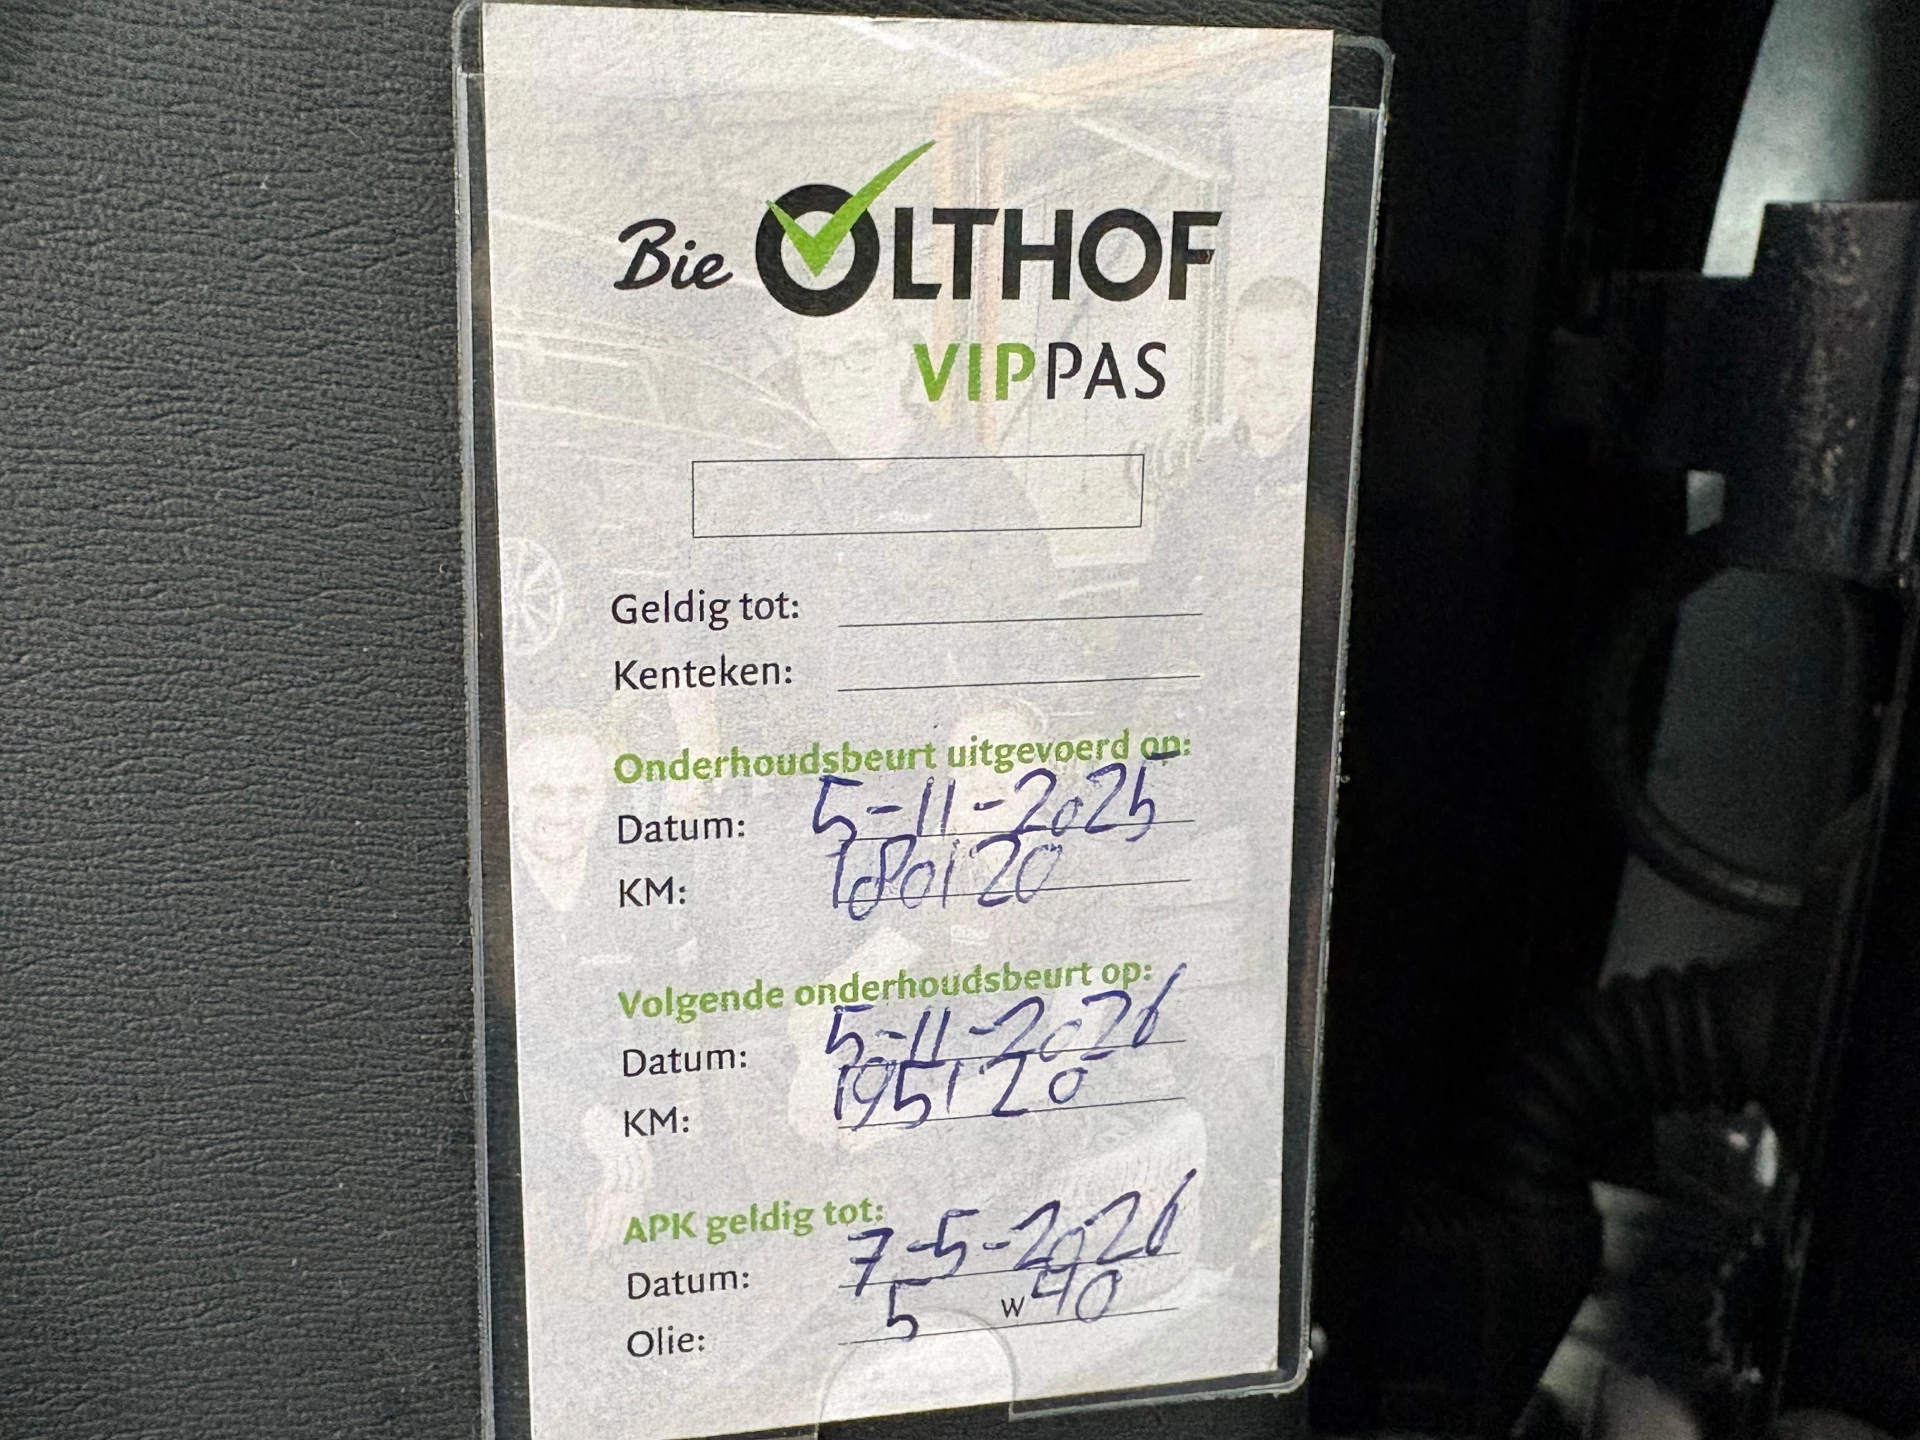 Bie OLTHOF
VIPPAS
Geldig tot:
Kenteken:
Onderhoudsbeurt uitgevoerd op:
Datum: 5-11-2025
KM: 180120
Volgende onderhoudsbeurt op:
Datum: 5-11-2026
KM: 195120
APK geldig tot:
Datum: 7-5-2026
Olie: 5 w 40